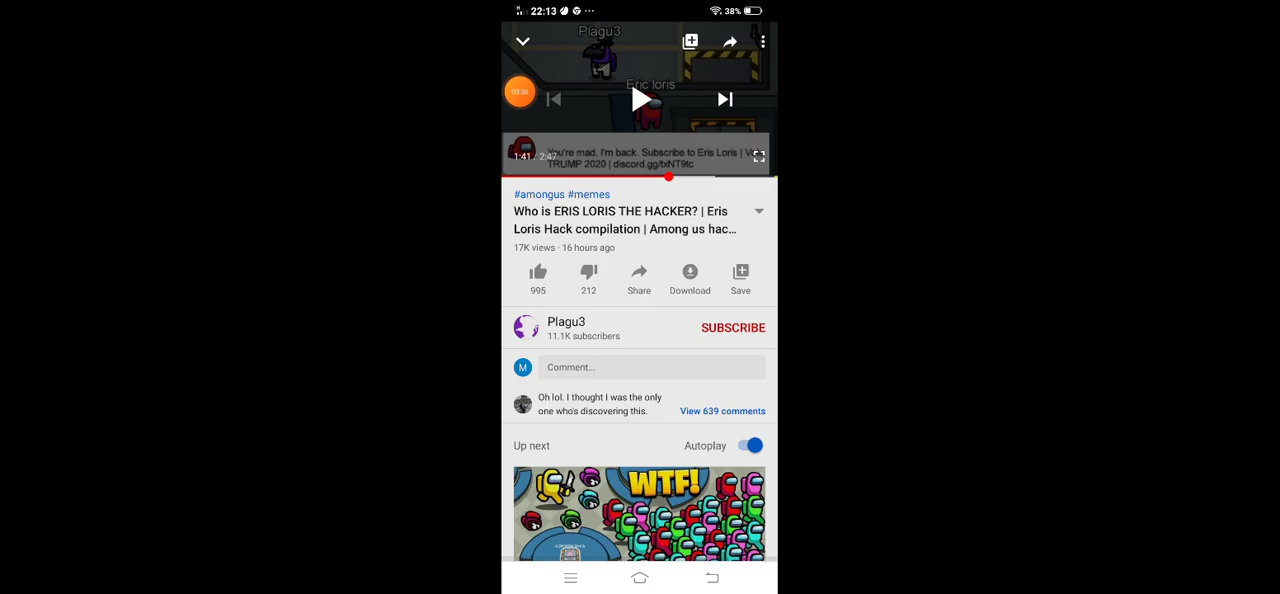 22:13
38%
Plagu3
Eric loris
00:36
You're mad, I'm back. Subscribe to Eris Loris |
1:41 / 2:47
TRUMP 2020 | discord.gg/txNT9tc
#amongus #memes
Who is ERIS LORIS THE HACKER? | Eris
Loris Hack compilation | Among us hac...
17K views · 16 hours ago
995
212
Share
Download
Save
Plagu3
11.1K subscribers
SUBSCRIBE
M
Comment...
Oh lol. I thought I was the only
one who's discovering this.
View 639 comments
Up next
Autoplay
WTF!